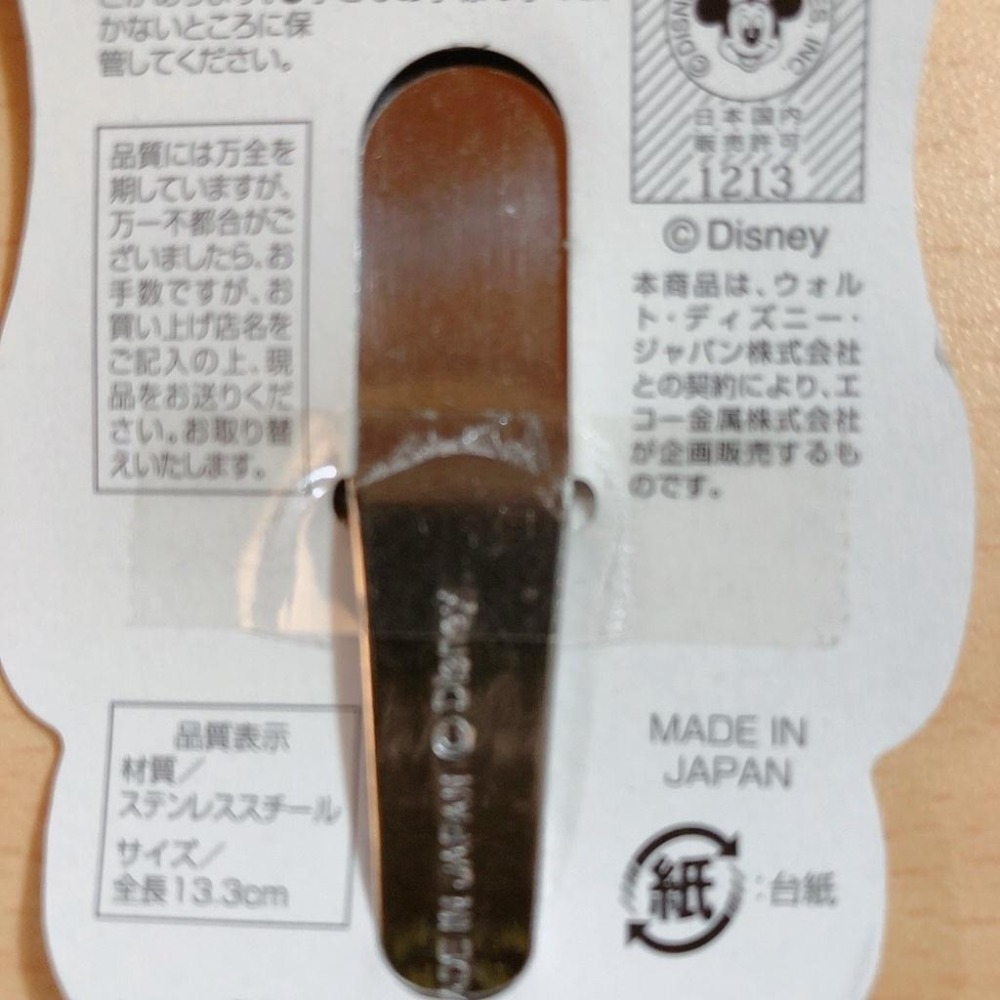 かないところに保
管してください。
品質には万全を
期していますが、
万一不都合がご
ざいましたら、お
手数ですが、お
買い上げ店名を
ご記入の上、現
品をお送りくだ
さい。お取り替
えいたします。
品質表示
材質/
ステンレススチール
サイズ/
全長13.3cm
DE IN JAPAN © Disney
日本国内
販売許可
1213
© Disney
本商品は、ウォル
ト・ディズニー・
ジャパン株式会社
との契約により、エ
コー金属株式会社
が企画販売するも
のです。
MADE IN
JAPAN
紙:台紙